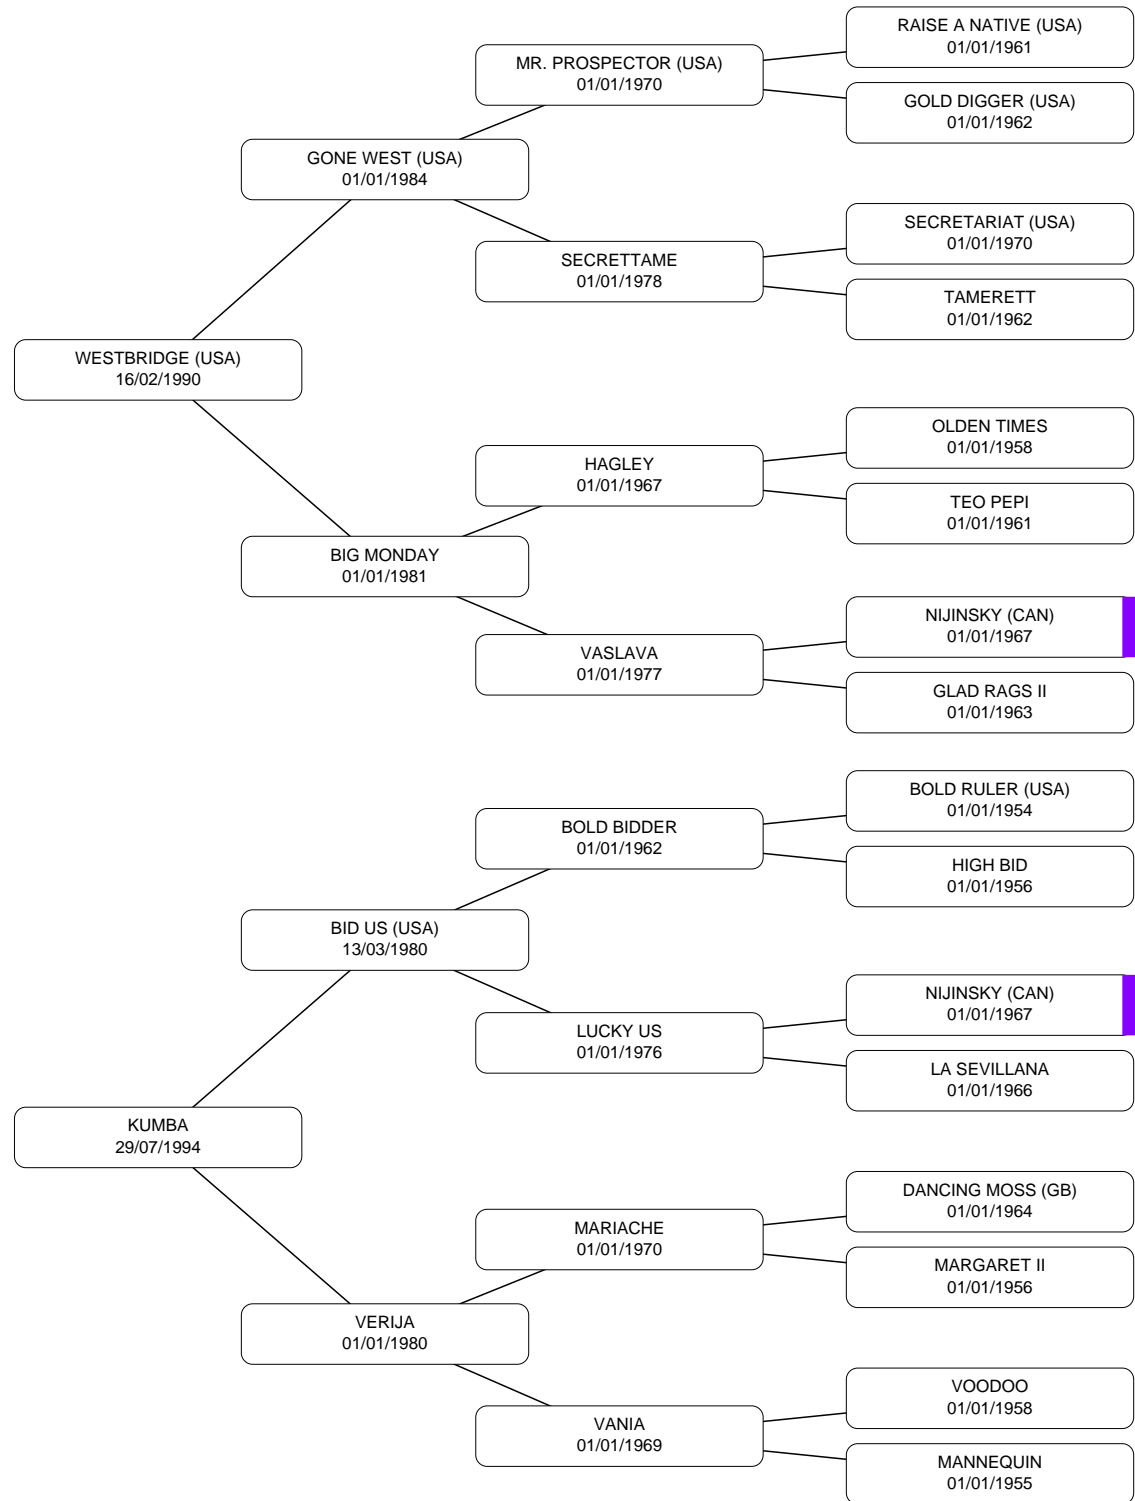 RAISE A NATIVE (USA)
01/01/1961
MR. PROSPECTOR (USA)
01/01/1970
GOLD DIGGER (USA)
01/01/1962
GONE WEST (USA)
01/01/1984
SECRETARIAT (USA)
01/01/1970
SECRETTAME
01/01/1978
TAMERETT
01/01/1962
WESTBRIDGE (USA)
16/02/1990
OLDEN TIMES
01/01/1958
HAGLEY
01/01/1967
TEO PEPI
01/01/1961
BIG MONDAY
01/01/1981
NIJINSKY (CAN)
01/01/1967
VASLAVA
01/01/1977
GLAD RAGS II
01/01/1963
BOLD RULER (USA)
01/01/1954
BOLD BIDDER
01/01/1962
HIGH BID
01/01/1956
BID US (USA)
13/03/1980
NIJINSKY (CAN)
01/01/1967
LUCKY US
01/01/1976
LA SEVILLANA
01/01/1966
KUMBA
29/07/1994
DANCING MOSS (GB)
01/01/1964
MARIACHE
01/01/1970
MARGARET II
01/01/1956
VERIJA
01/01/1980
VOODOO
01/01/1958
VANIA
01/01/1969
MANNEQUIN
01/01/1955